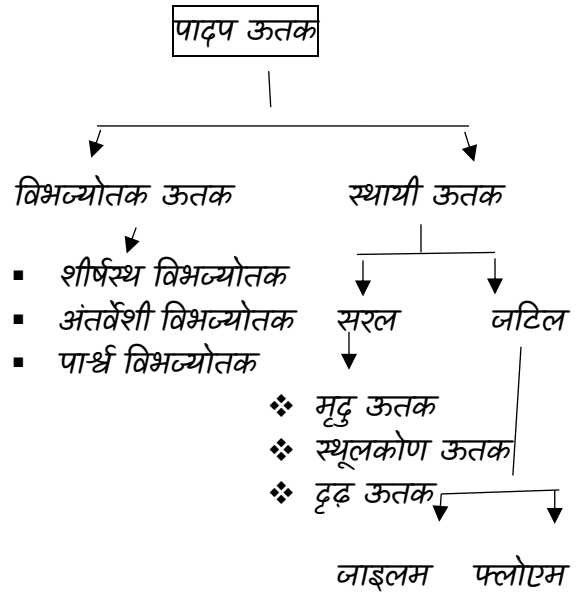 पादप ऊतक
विभज्योतक ऊतक स्थायी ऊतक
▪ शीर्षस्थ विभज्योतक
▪ अंतर्वेशी विभज्योतक सरल जटिल
▪ पार्श्व विभज्योतक
❖ मृदु ऊतक
❖ स्थूलकोण ऊतक
❖ दृढ़ ऊतक
जाइलम फ्लोएम